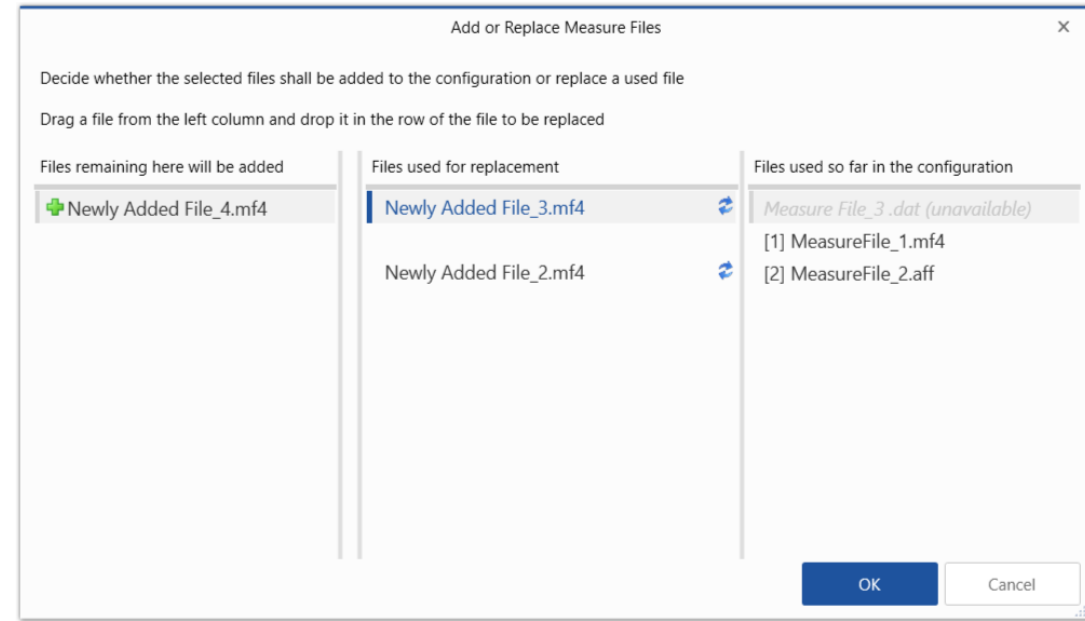 Add or Replace Measure Files
Decide whether the selected files shall be added to the configuration or replace a used file
Drag a file from the left column and drop it in the row of the file to be replaced
Files remaining here will be added
Files used for replacement
Files used so far in the configuration
Newly Added File_4.mf4
Newly Added File_3.mf4
Measure File_3 .dat (unavailable)
[1] MeasureFile_1.mf4
Newly Added File_2.mf4
[2] MeasureFile_2.aff
OK
Cancel